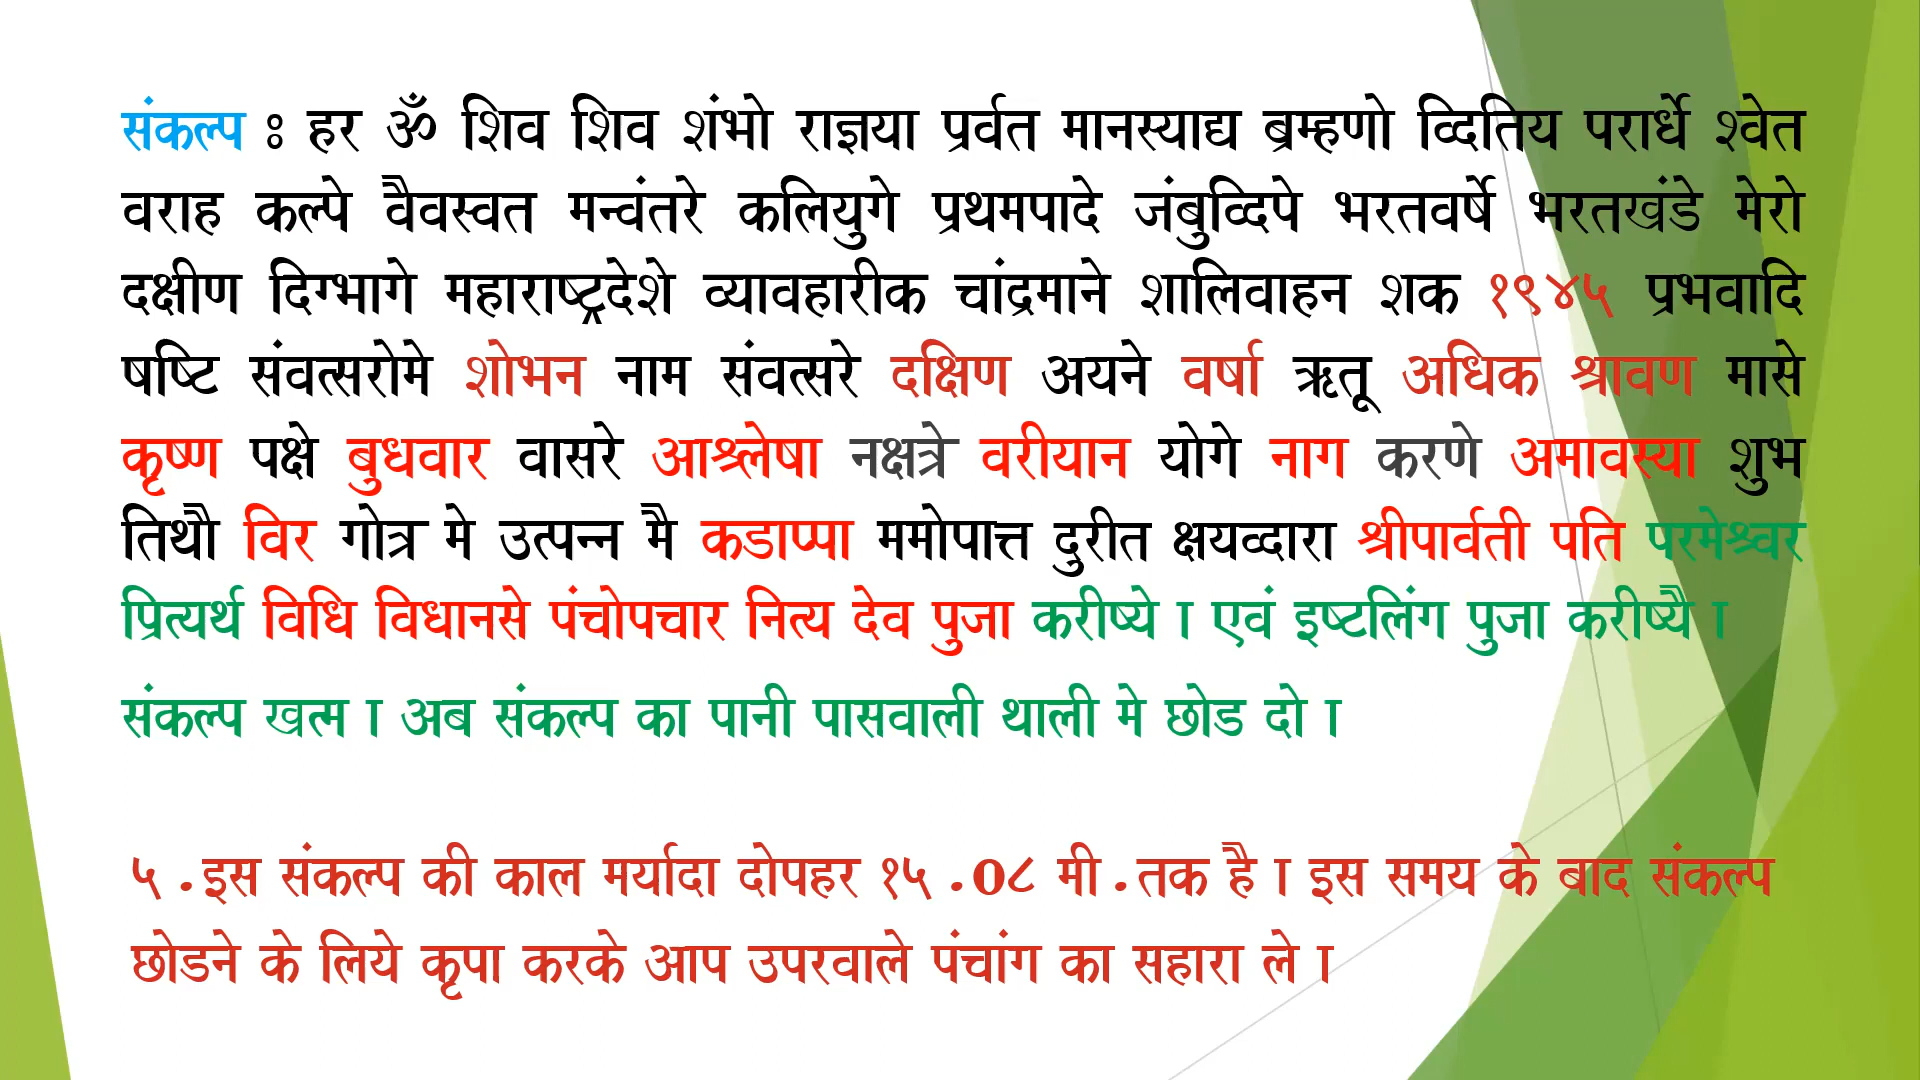 संकल्प ः हर ॐ शिव शिव शंभो राज्ञया प्रर्वत मानस्याद्य ब्रम्हणो व्दितिय परार्धे श्वेत
वराह कल्पे वैवस्वत मन्वंतरे कलियुगे प्रथमपादे जंबुव्दिपे भरतवर्षे भरतखंडे मेरो
दक्षीण दिग्भागे महाराष्ट्रदेशे व्यावहारीक चांद्रमाने शालिवाहन शक १९४५ प्रभवादि
षष्टि संवत्सरोमे शोभन नाम संवत्सरे दक्षिण अयने वर्षा ऋतू अधिक श्रावण मासे
कृष्ण पक्षे बुधवार वासरे आश्लेषा नक्षत्रे वरीयान योगे नाग करणे अमावस्या शुभ
तिथौ विर गोत्र मे उत्पन्न मै कडाप्पा ममोपात्त दुरीत क्षयव्दारा श्रीपार्वती पति परमेश्वर
प्रित्यर्थ विधि विधानसे पंचोपचार नित्य देव पुजा करीष्ये । एवं इष्टलिंग पुजा करीष्यै ।
संकल्प खत्म । अब संकल्प का पानी पासवाली थाली मे छोड दो ।
५ .इस संकल्प की काल मर्यादा दोपहर १५ .०८ मी .तक है । इस समय के बाद संकल्प
छोडने के लिये कृपा करके आप उपरवाले पंचांग का सहारा ले ।